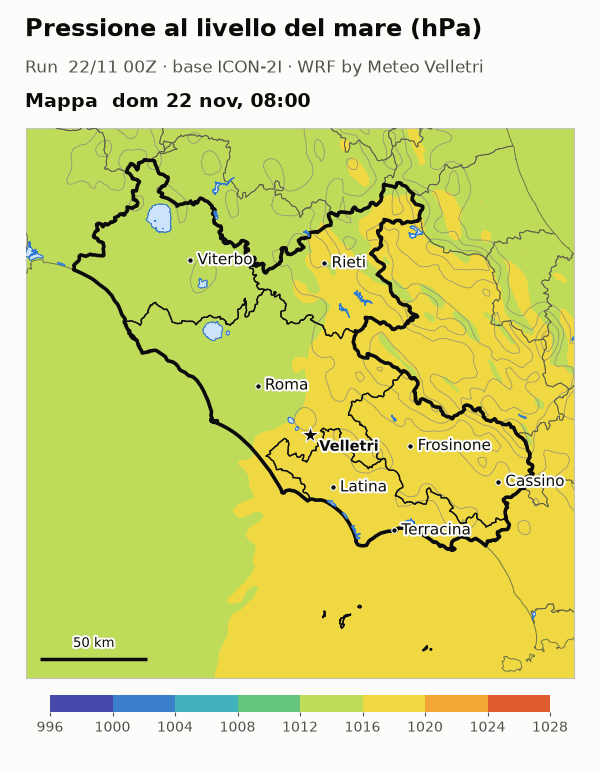 Pressione al livello del mare (hPa)
Run 22/11 00Z · base ICON-2I · WRF by Meteo Velletri
Mappa dom 22 nov, 08:00
Viterbo
Rieti
Roma
Velletri
Frosinone
Latina
Cassino
Terracina
50 km
996 1000 1004 1008 1012 1016 1020 1024 1028